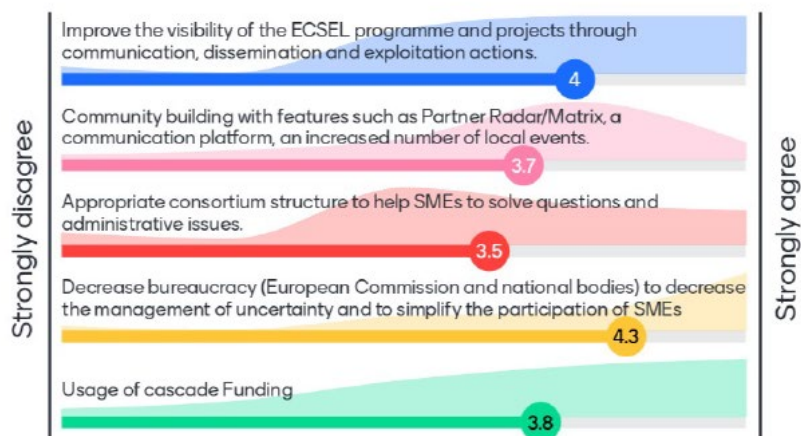 Improve the visibility of the ECSEL programme and projects through
communication, dissemination and exploitation actions.
4
Community building with features such as Partner Radar/Matrix, a
communication platform, an increased number of local events.
3.7
Appropriate consortium structure to help SMEs to solve questions and
administrative issues.
3.5
Decrease bureaucracy (European Commission and national bodies) to decrease
the management of uncertainty and to simplify the participation of SMEs
4.3
Usage of cascade Funding
3.8
Strongly disagree
Strongly agree